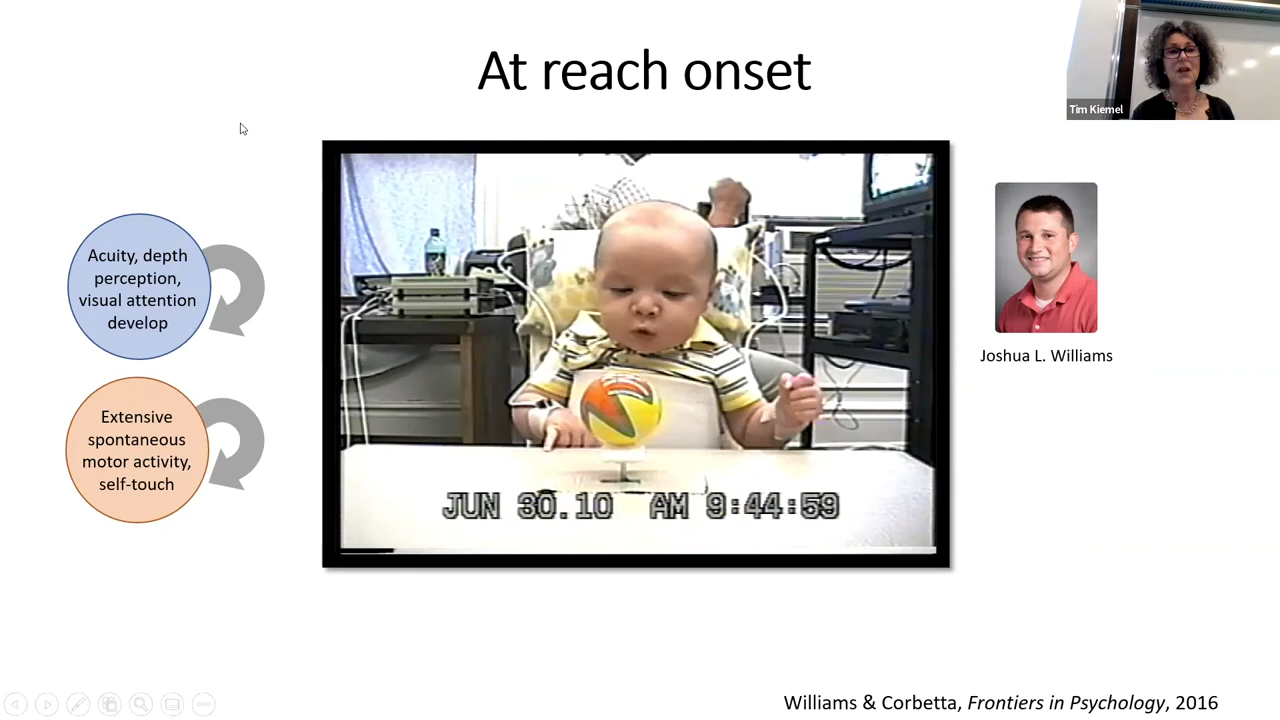 At reach onset
Tim Kiemel
Acuity, depth
perception,
visual attention
develop
Extensive
spontaneous
motor activity,
self-touch
JUN 30.10 AM 9:44:59
Joshua L. Williams
Williams & Corbetta, Frontiers in Psychology, 2016